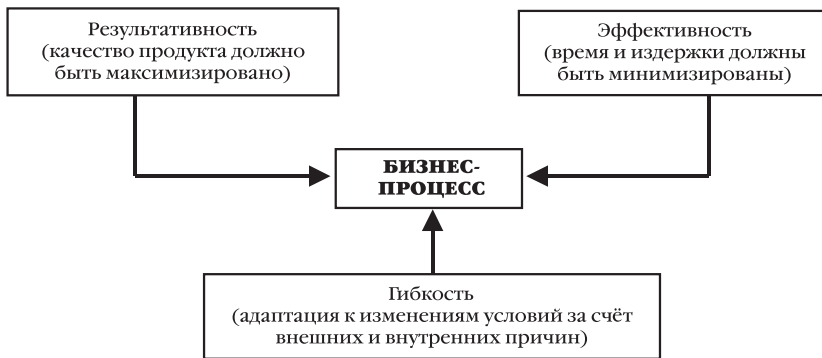 Результативность
(качество продукта должно
быть максимизировано)
Эффективность
(время и издержки должны
быть минимизированы)
БИЗНЕС-
ПРОЦЕСС
Гибкость
(адаптация к изменениям условий за счёт
внешних и внутренних причин)